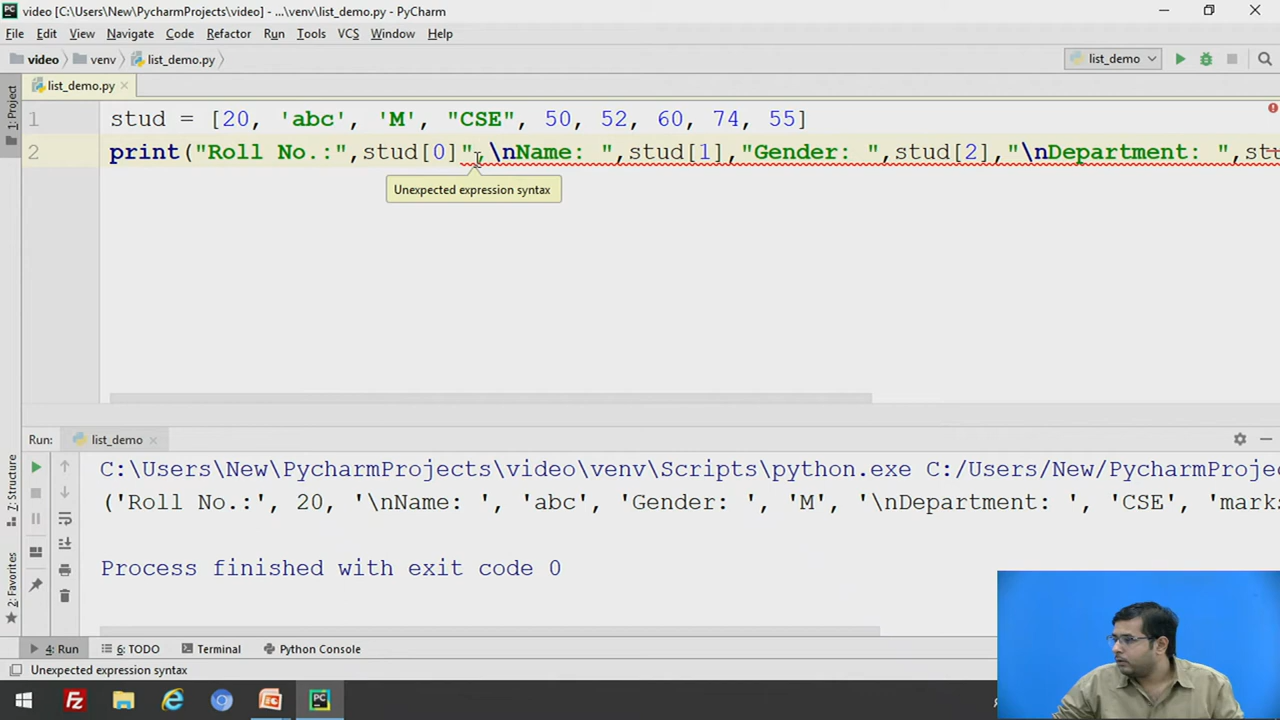 video [C:\Users\New\PycharmProjects\video] - ...\venv\list_demo.py - PyCharm
File Edit View Navigate Code Refactor Run Tools VCS Window Help
video venv list_demo.py list_demo
1: Project
list_demo.py
1 stud = [20, 'abc', 'M', "CSE", 50, 52, 60, 74, 55]
2 print("Roll No.:",stud[0]",\nName: ",stud[1],"Gender: ",stud[2],"\nDepartment: ",stu
Unexpected expression syntax
Run: list_demo
7: Structure
2: Favorites
C:\Users\New\PycharmProjects\video\venv\Scripts\python.exe C:/Users/New/PycharmProjec
('Roll No.:', 20, '\nName: ', 'abc', 'Gender: ', 'M', '\nDepartment: ', 'CSE', 'marks
Process finished with exit code 0
4: Run 6: TODO Terminal Python Console
Unexpected expression syntax